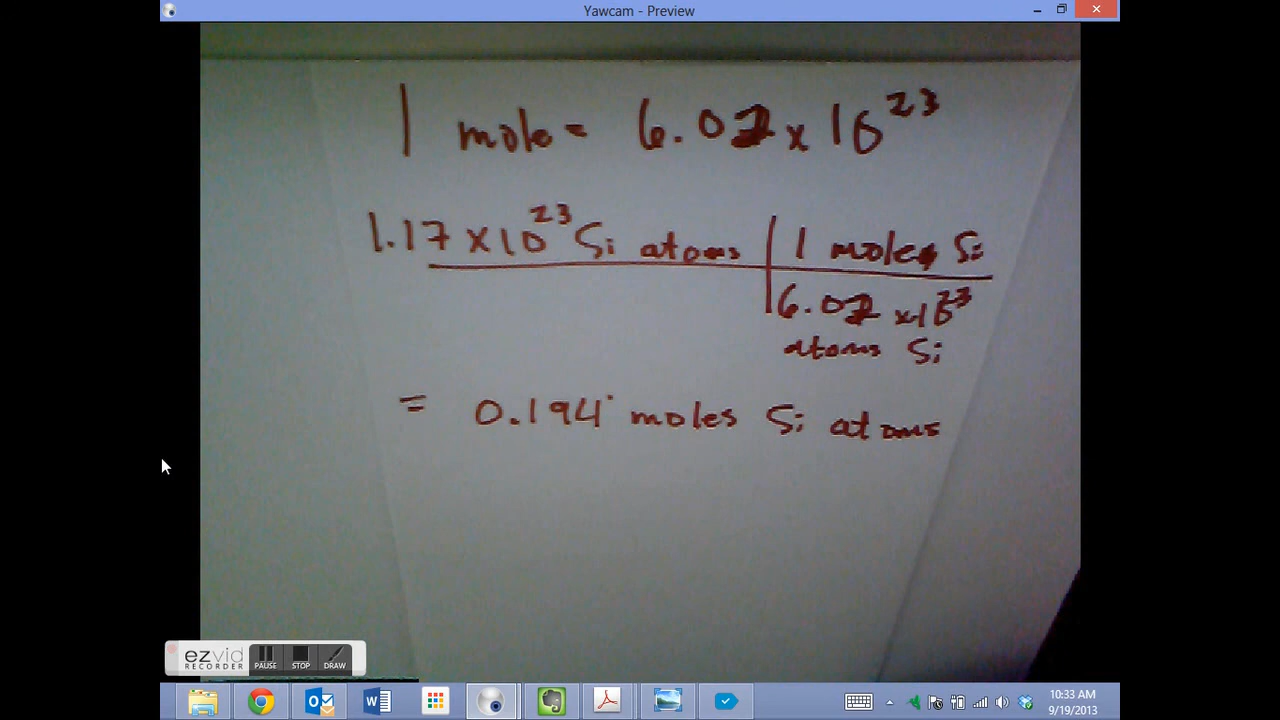 Yawcam - Preview
1 mole = 6.02 x 10^23
1.17 x 10^23 Si atoms | 1 mole Si
6.02 x 10^23
atoms Si
= 0.194 moles Si atoms
ezvid
RECORDER
PAUSE STOP DRAW
10:33 AM
9/19/2013